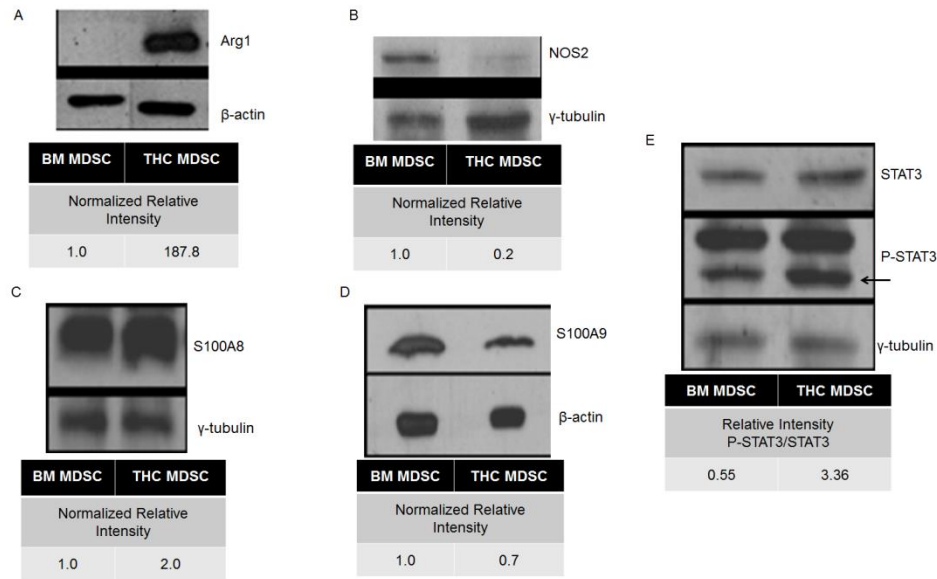 A
Arg1
β-actin
BM MDSC THC MDSC
Normalized Relative
Intensity
1.0 187.8
B
NOS2
γ-tubulin
BM MDSC THC MDSC
Normalized Relative
Intensity
1.0 0.2
C
S100A8
γ-tubulin
BM MDSC THC MDSC
Normalized Relative
Intensity
1.0 2.0
D
S100A9
β-actin
BM MDSC THC MDSC
Normalized Relative
Intensity
1.0 0.7
E
STAT3
P-STAT3
γ-tubulin
BM MDSC THC MDSC
Relative Intensity
P-STAT3/STAT3
0.55 3.36